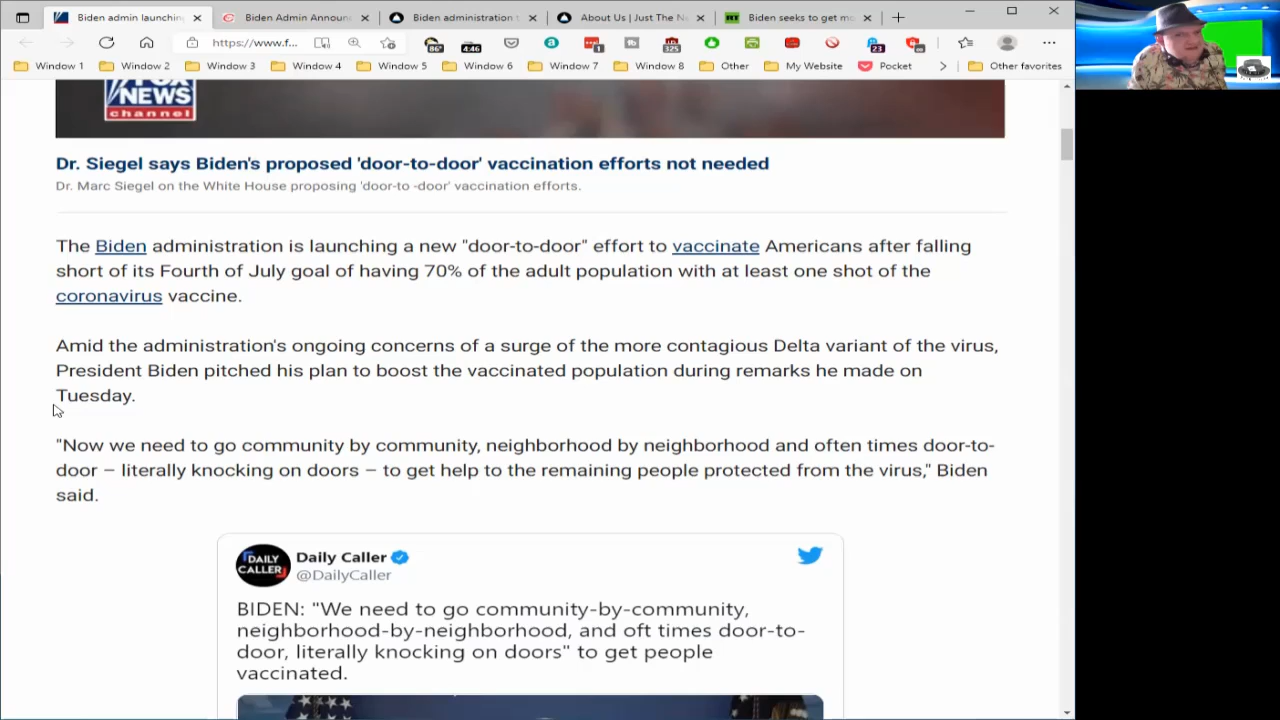 Biden admin launching
Biden Admin Annou
Biden administration t
About Us | Just The Ne
Biden seeks to get mo
https://www.f...
86°
4:46
1
325
23
Window 1
Window 2
Window 3
Window 4
Window 5
Window 6
Window 7
Window 8
Other
My Website
Pocket
Other favorites
FOX
NEWS
channel
Dr. Siegel says Biden's proposed 'door-to-door' vaccination efforts not needed
Dr. Marc Siegel on the White House proposing 'door-to -door' vaccination efforts.
The Biden administration is launching a new "door-to-door" effort to vaccinate Americans after falling
short of its Fourth of July goal of having 70% of the adult population with at least one shot of the
coronavirus vaccine.
Amid the administration's ongoing concerns of a surge of the more contagious Delta variant of the virus,
President Biden pitched his plan to boost the vaccinated population during remarks he made on
Tuesday.
"Now we need to go community by community, neighborhood by neighborhood and often times door-to-
door – literally knocking on doors – to get help to the remaining people protected from the virus," Biden
said.
DAILY
CALLER
Daily Caller
@DailyCaller
BIDEN: "We need to go community-by-community,
neighborhood-by-neighborhood, and oft times door-to-
door, literally knocking on doors" to get people
vaccinated.